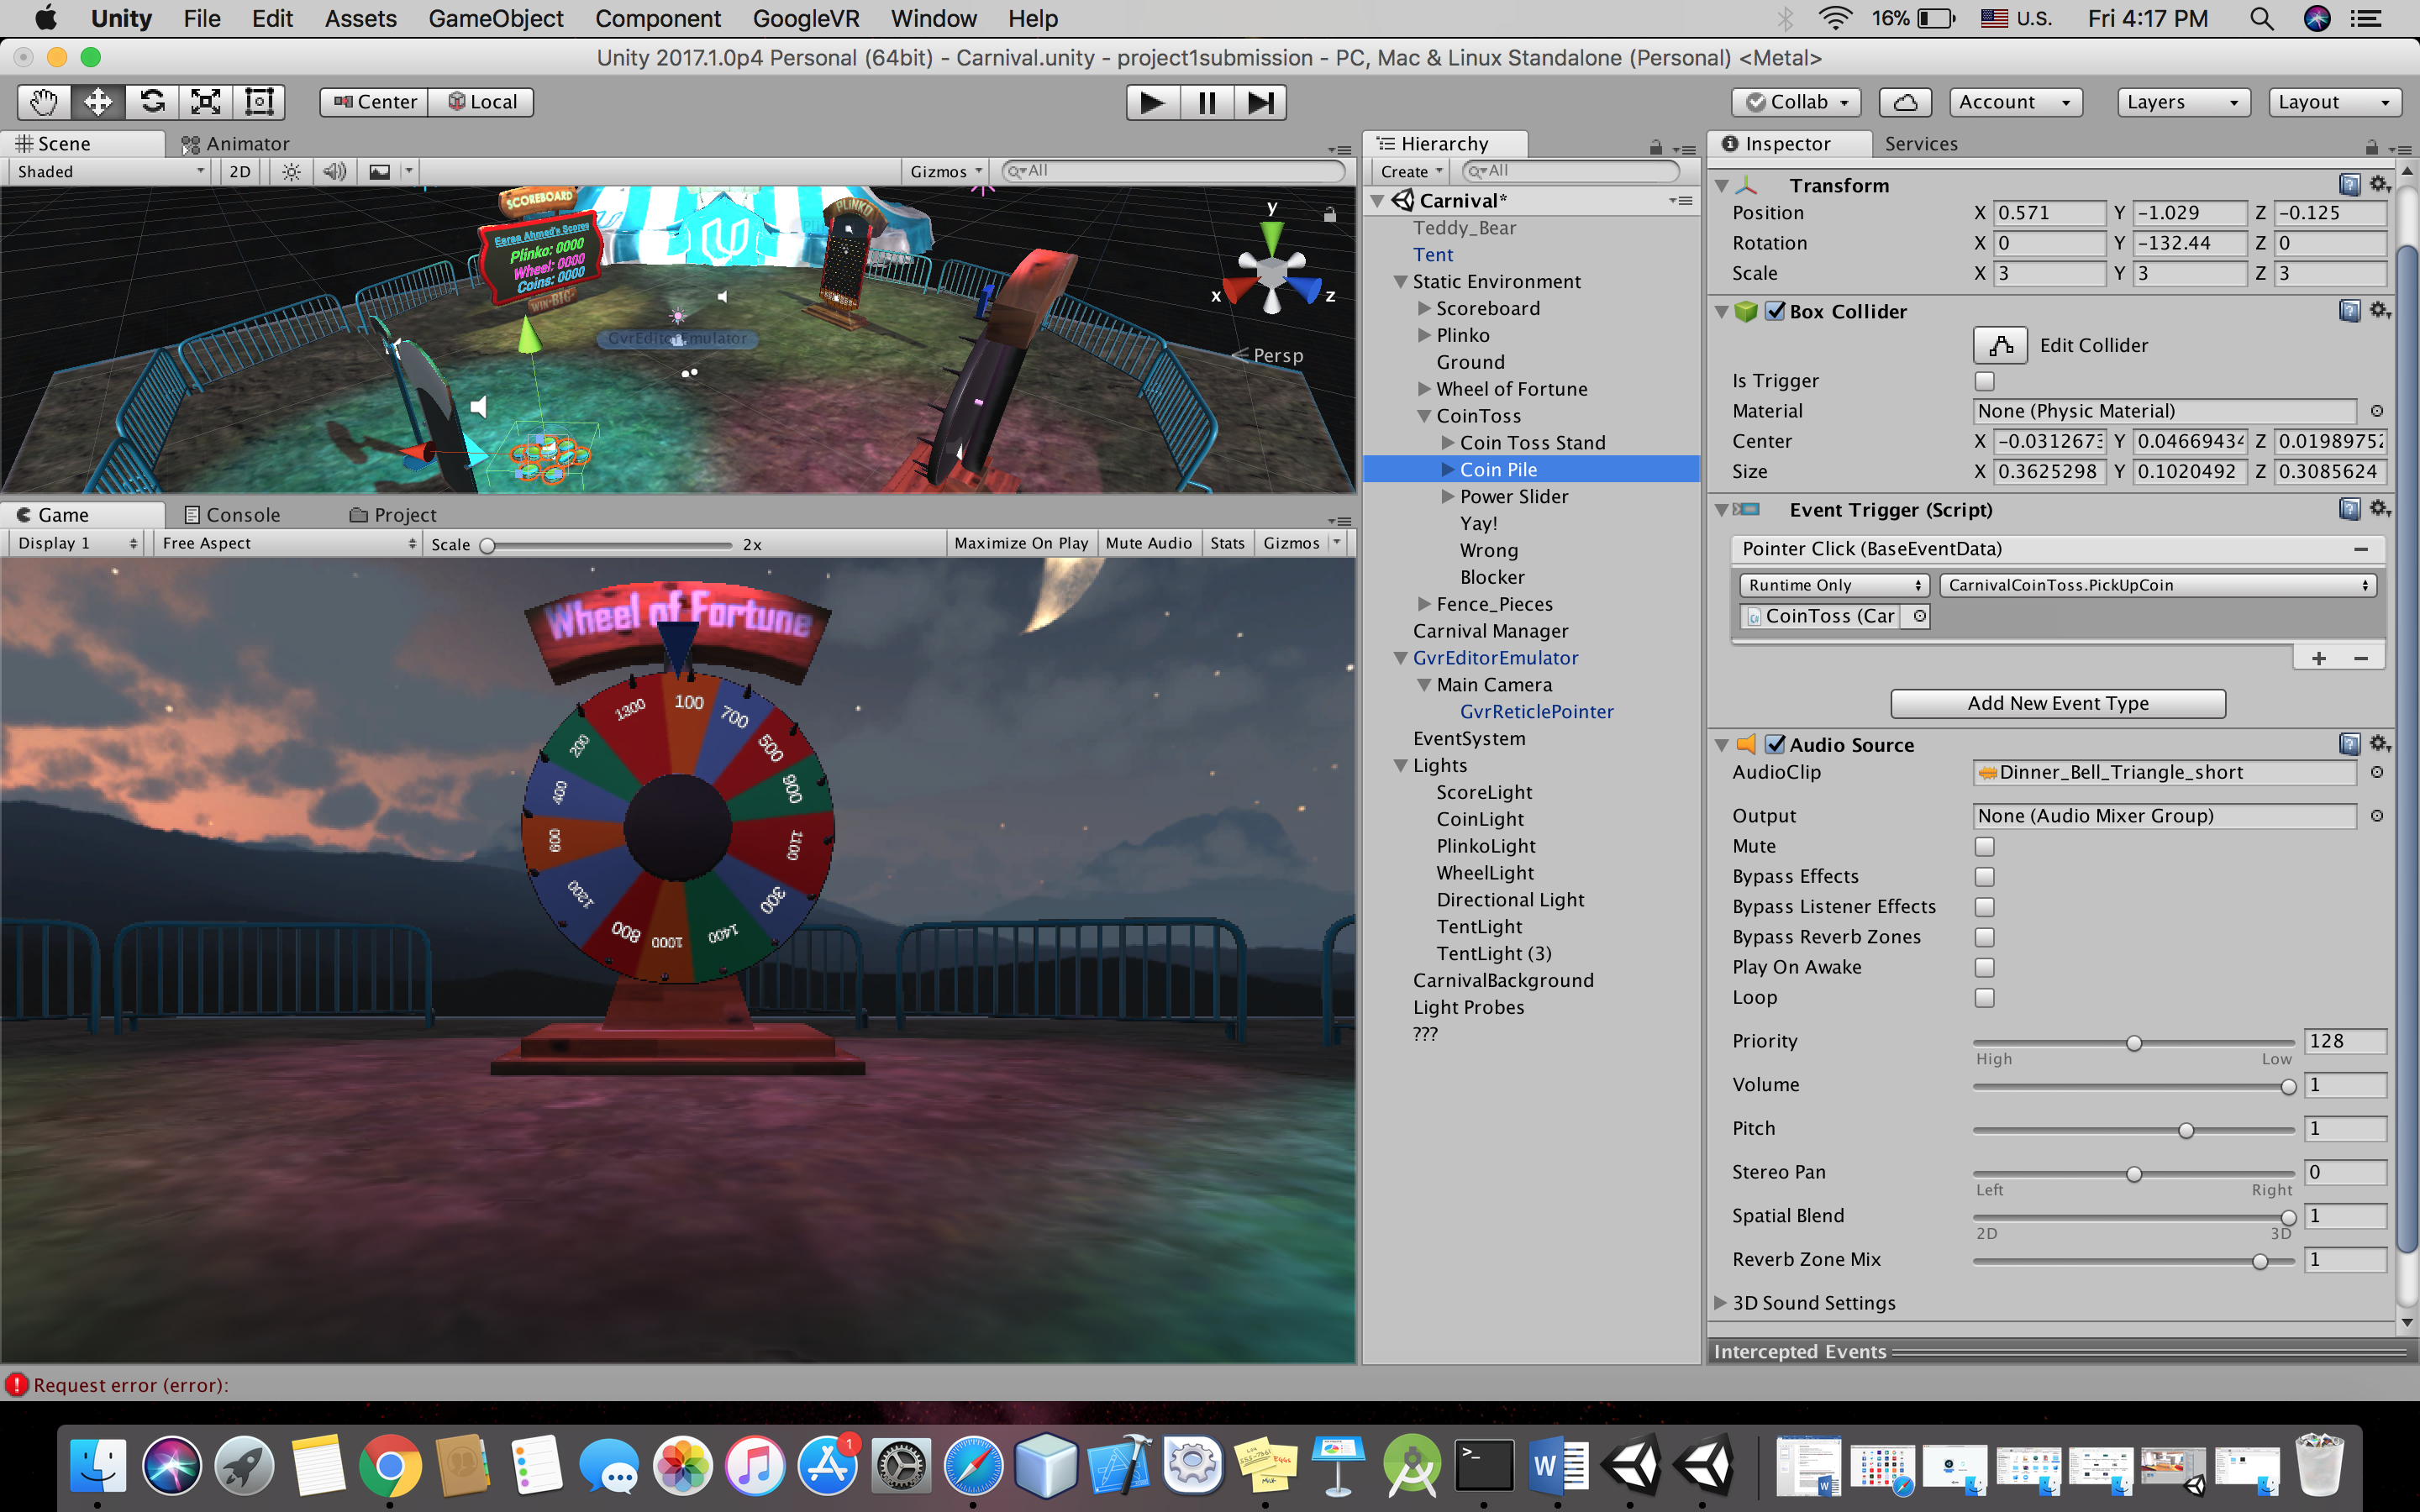 Unity File Edit Assets GameObject Component GoogleVR Window Help 16% U.S. Fri 4:17 PM
Unity 2017.1.0p4 Personal (64bit) - Carnival.unity - project1submission - PC, Mac & Linux Standalone (Personal) <Metal>
Center Local Collab Account Layers Layout
Scene Animator
Shaded 2D Gizmos All
SCOREBOARD
Plinko: 0000
Wheel: 0000
Coins: 0000
WIN BIG
PLINKO
GvrEditorEmulator
y
x
z
Persp
Game Console Project
Display 1 Free Aspect Scale 2x Maximize On Play Mute Audio Stats Gizmos
Wheel of Fortune
100
700
500
900
1100
300
1400
1000
800
1200
600
400
200
1300
Hierarchy
Create All
Carnival*
Teddy_Bear
Tent
Static Environment
Scoreboard
Plinko
Ground
Wheel of Fortune
CoinToss
Coin Toss Stand
Coin Pile
Power Slider
Yay!
Wrong
Blocker
Fence_Pieces
Carnival Manager
GvrEditorEmulator
Main Camera
GvrReticlePointer
EventSystem
Lights
ScoreLight
CoinLight
PlinkoLight
WheelLight
Directional Light
TentLight
TentLight (3)
CarnivalBackground
Light Probes
???
Inspector Services
Transform
Position X 0.571 Y -1.029 Z -0.125
Rotation X 0 Y -132.44 Z 0
Scale X 3 Y 3 Z 3
Box Collider
Edit Collider
Is Trigger
Material None (Physic Material)
Center X -0.0312673 Y 0.04669434 Z 0.01989752
Size X 0.3625298 Y 0.1020492 Z 0.3085624
Event Trigger (Script)
Pointer Click (BaseEventData)
Runtime Only CarnivalCoinToss.PickUpCoin
CoinToss (Car
Add New Event Type
Audio Source
AudioClip Dinner_Bell_Triangle_short
Output None (Audio Mixer Group)
Mute
Bypass Effects
Bypass Listener Effects
Bypass Reverb Zones
Play On Awake
Loop
Priority 128
High Low
Volume 1
Pitch 1
Stereo Pan 0
Left Right
Spatial Blend 1
2D 3D
Reverb Zone Mix 1
3D Sound Settings
Intercepted Events
Request error (error):
1